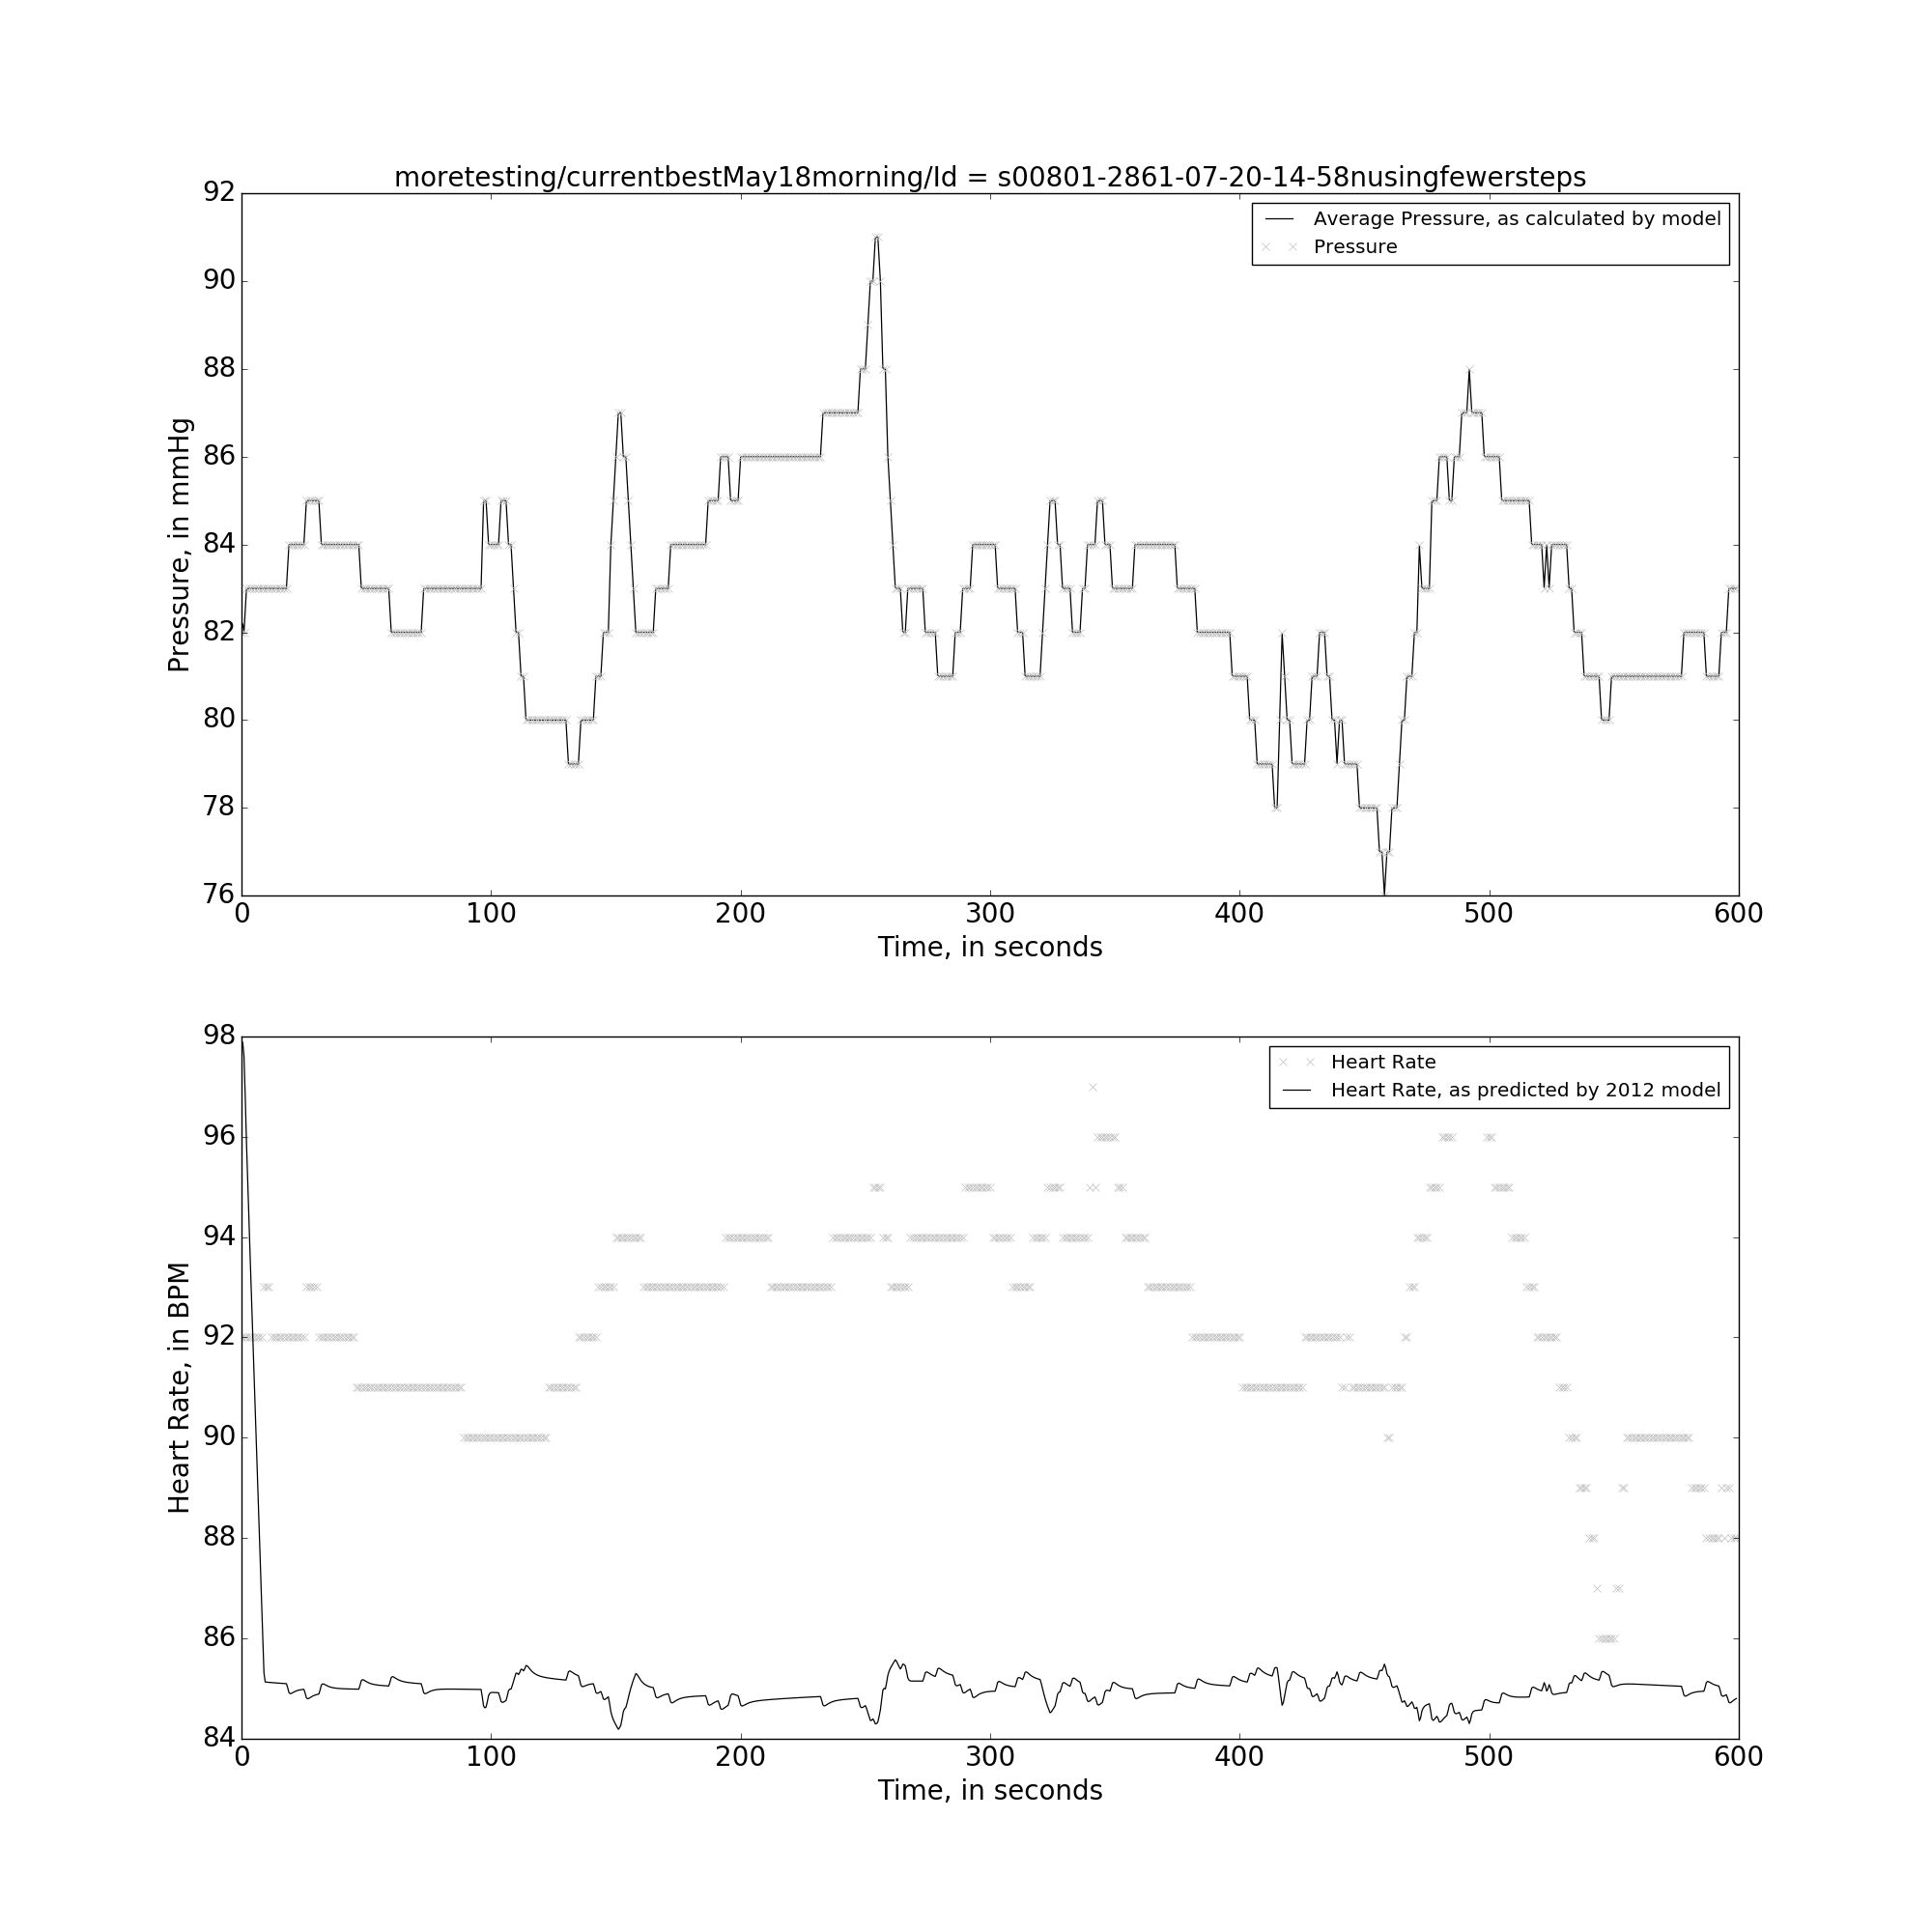 moretesting/currentbestMay18morning/Id = s00801-2861-07-20-14-58nusingfewersteps
92
90
88
86
84
82
80
78
76
Pressure, in mmHg
Average Pressure, as calculated by model
Pressure
0 100 200 300 400 500 600
Time, in seconds
98
96
94
92
90
88
86
84
Heart Rate, in BPM
Heart Rate
Heart Rate, as predicted by 2012 model
0 100 200 300 400 500 600
Time, in seconds